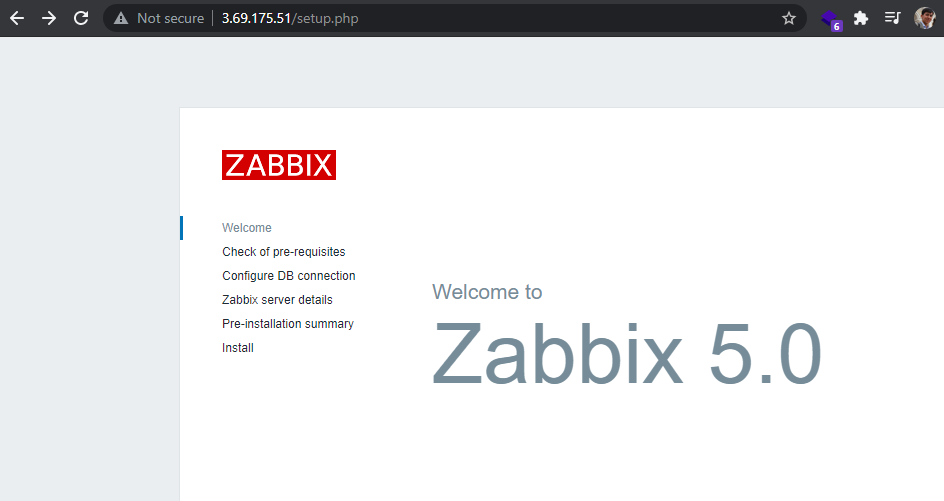 Not secure 3.69.175.51/setup.php
6
ZABBIX
Welcome
Check of pre-requisites
Configure DB connection
Zabbix server details
Pre-installation summary
Install
Welcome to
Zabbix 5.0